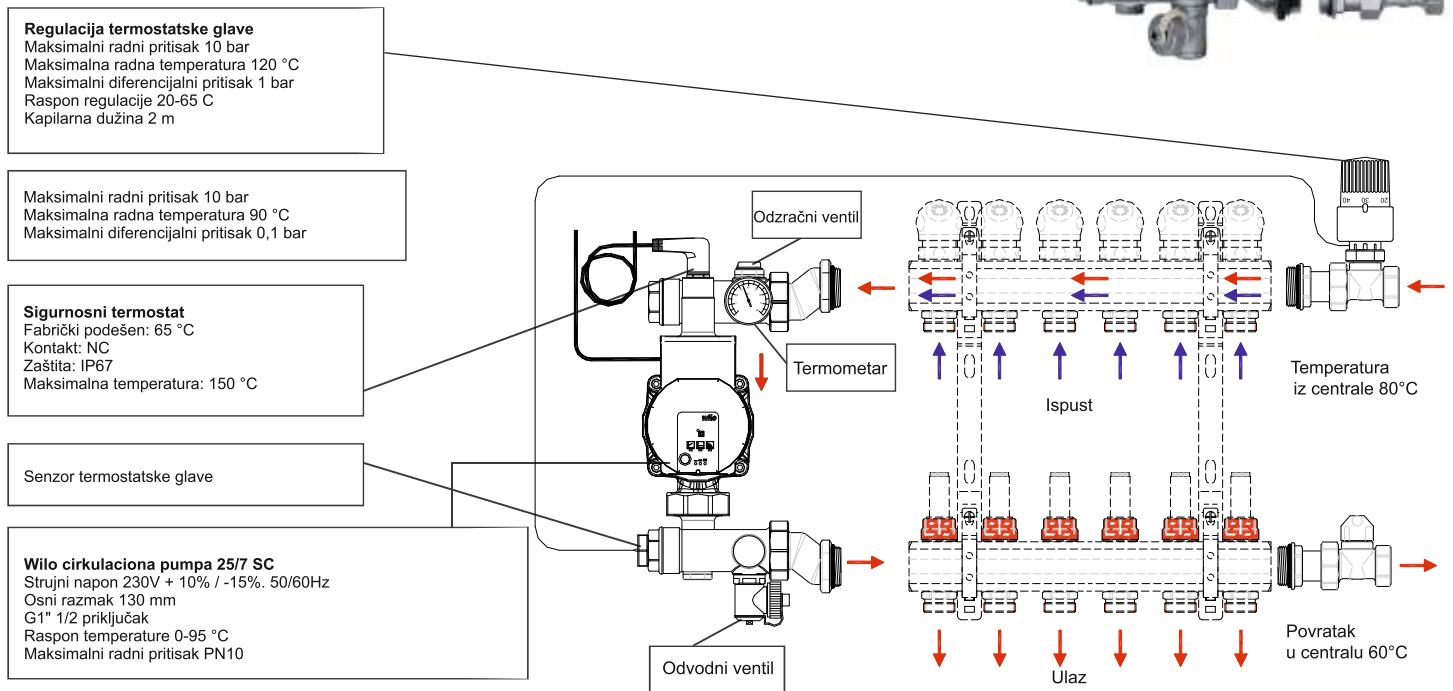 Regulacija termostatske glave
Maksimalni radni pritisak 10 bar
Maksimalna radna temperatura 120 °C
Maksimalni diferencijalni pritisak 1 bar
Raspon regulacije 20-65 C
Kapilarna dužina 2 m
Maksimalni radni pritisak 10 bar
Maksimalna radna temperatura 90 °C
Maksimalni diferencijalni pritisak 0,1 bar
Sigurnosni termostat
Fabrički podešen: 65 °C
Kontakt: NC
Zaštita: IP67
Maksimalna temperatura: 150 °C
Senzor termostatske glave
Wilo cirkulaciona pumpa 25/7 SC
Strujni napon 230V + 10% / -15%. 50/60Hz
Osni razmak 130 mm
G1" 1/2 priključak
Raspon temperature 0-95 °C
Maksimalni radni pritisak PN10
Odzračni ventil
Termometar
wilo
Odvodni ventil
40 30 20
Ispust
Temperatura
iz centrale 80°C
Povratak
u centralu 60°C
Ulaz